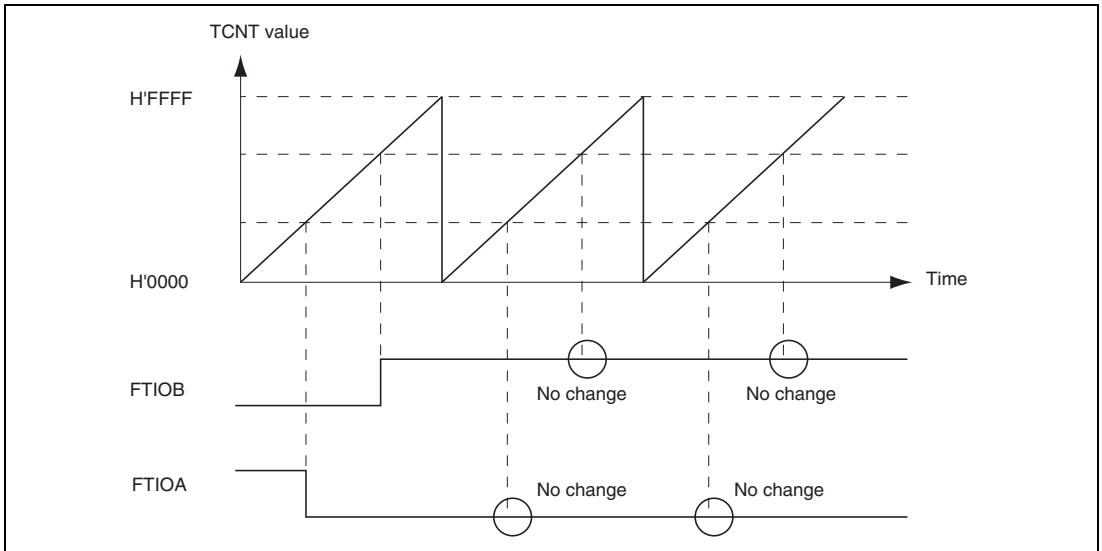 TCNT value
H'FFFF
H'0000
Time
FTIOB
No change
No change
FTIOA
No change
No change